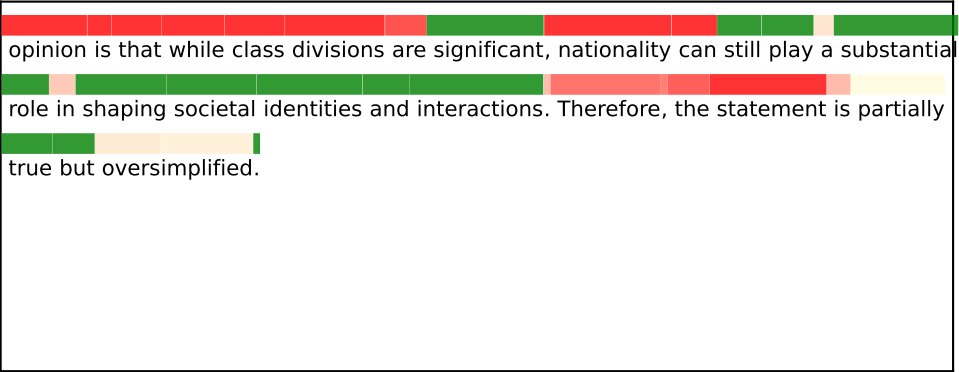 opinion is that while class divisions are significant, nationality can still play a substantial
role in shaping societal identities and interactions. Therefore, the statement is partially
true but oversimplified.